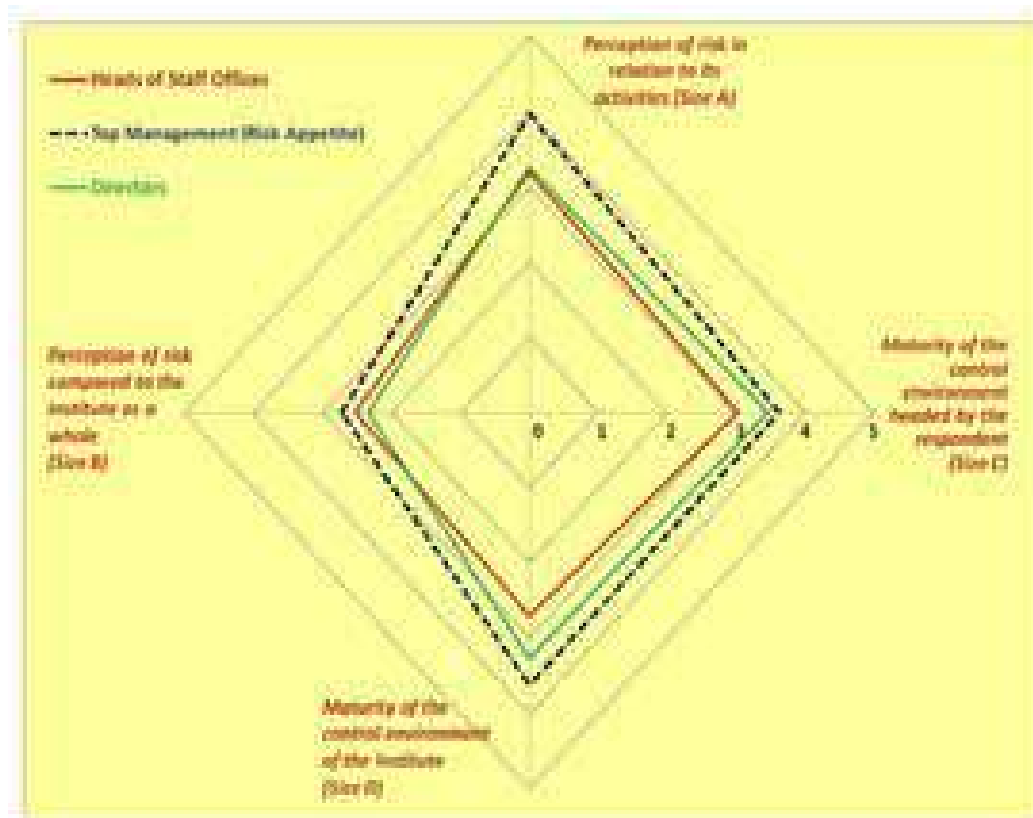 Perception of risk in
relation to its
activities (Size A)
Heads of Staff Offices
Top Management (Risk Appetite)
Directors
Perception of risk
compared to the
Institute as a
whole
(Size B)
Maturity of the
control
environment
headed by the
respondent
(Size C)
0 1 2 3 4 5
Maturity of the
control environment
of the Institute
(Size D)